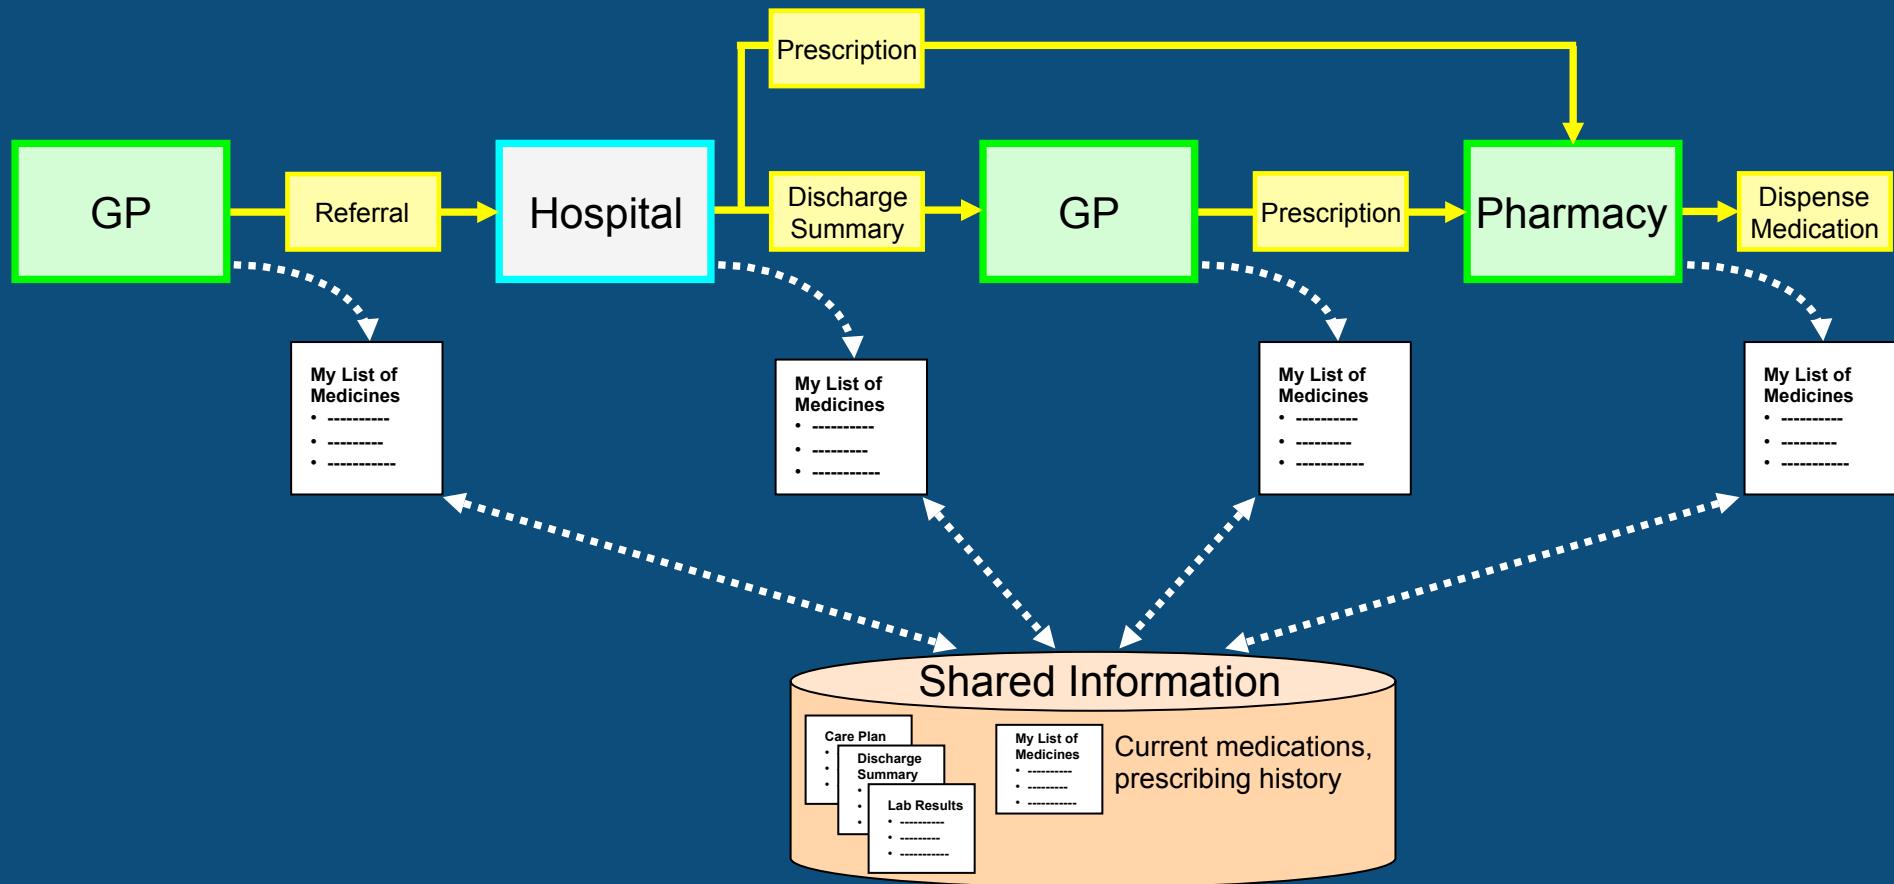 Prescription
GP
Referral
Hospital
Discharge
Summary
GP
Prescription
Pharmacy
Dispense
Medication
My List of
Medicines
• ----------
• ---------
• -----------
My List of
Medicines
• ----------
• ---------
• -----------
My List of
Medicines
• ----------
• ---------
• -----------
My List of
Medicines
• ----------
• ---------
• -----------
Shared Information
Care Plan
•
•
•
Discharge
Summary
•
•
•
Lab Results
• ----------
• ---------
• -----------
My List of
Medicines
• ----------
• ---------
• -----------
Current medications,
prescribing history